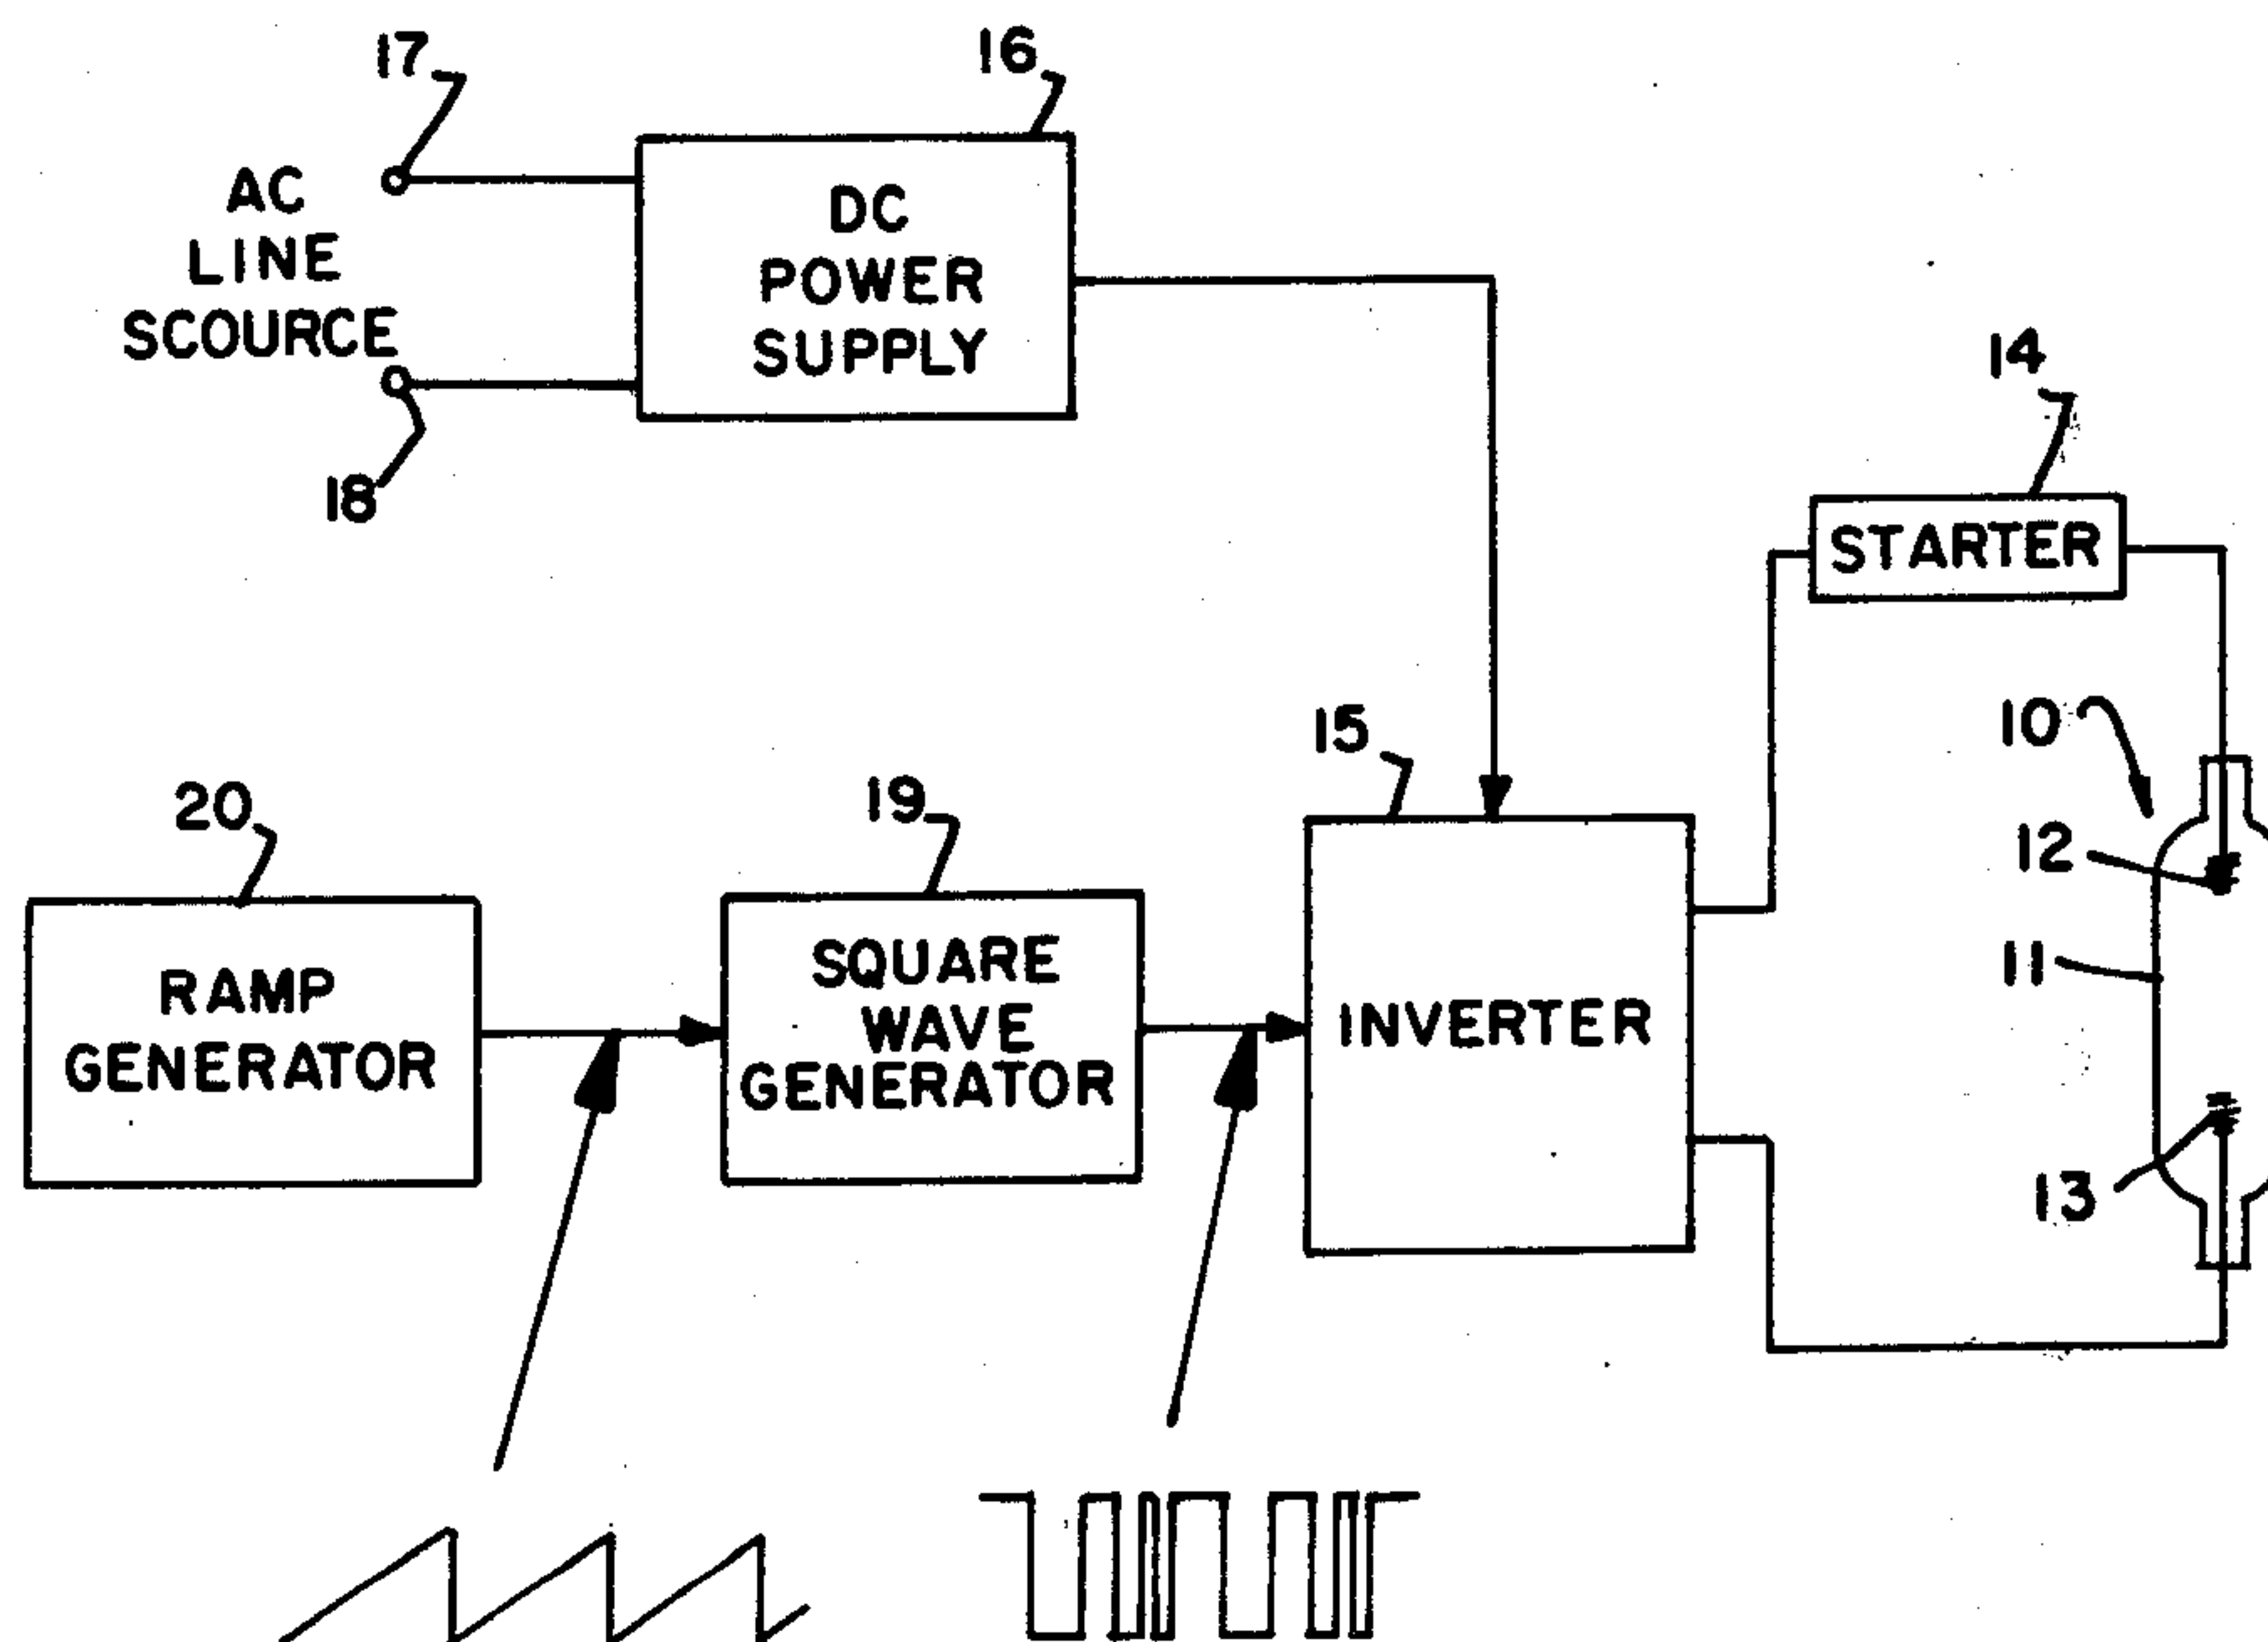 17
16
AC
LINE
SCOURCE
DC
POWER
SUPPLY
18
14
STARTER
15
10
20
19
12
RAMP
GENERATOR
SQUARE
WAVE
GENERATOR
INVERTER
11
13